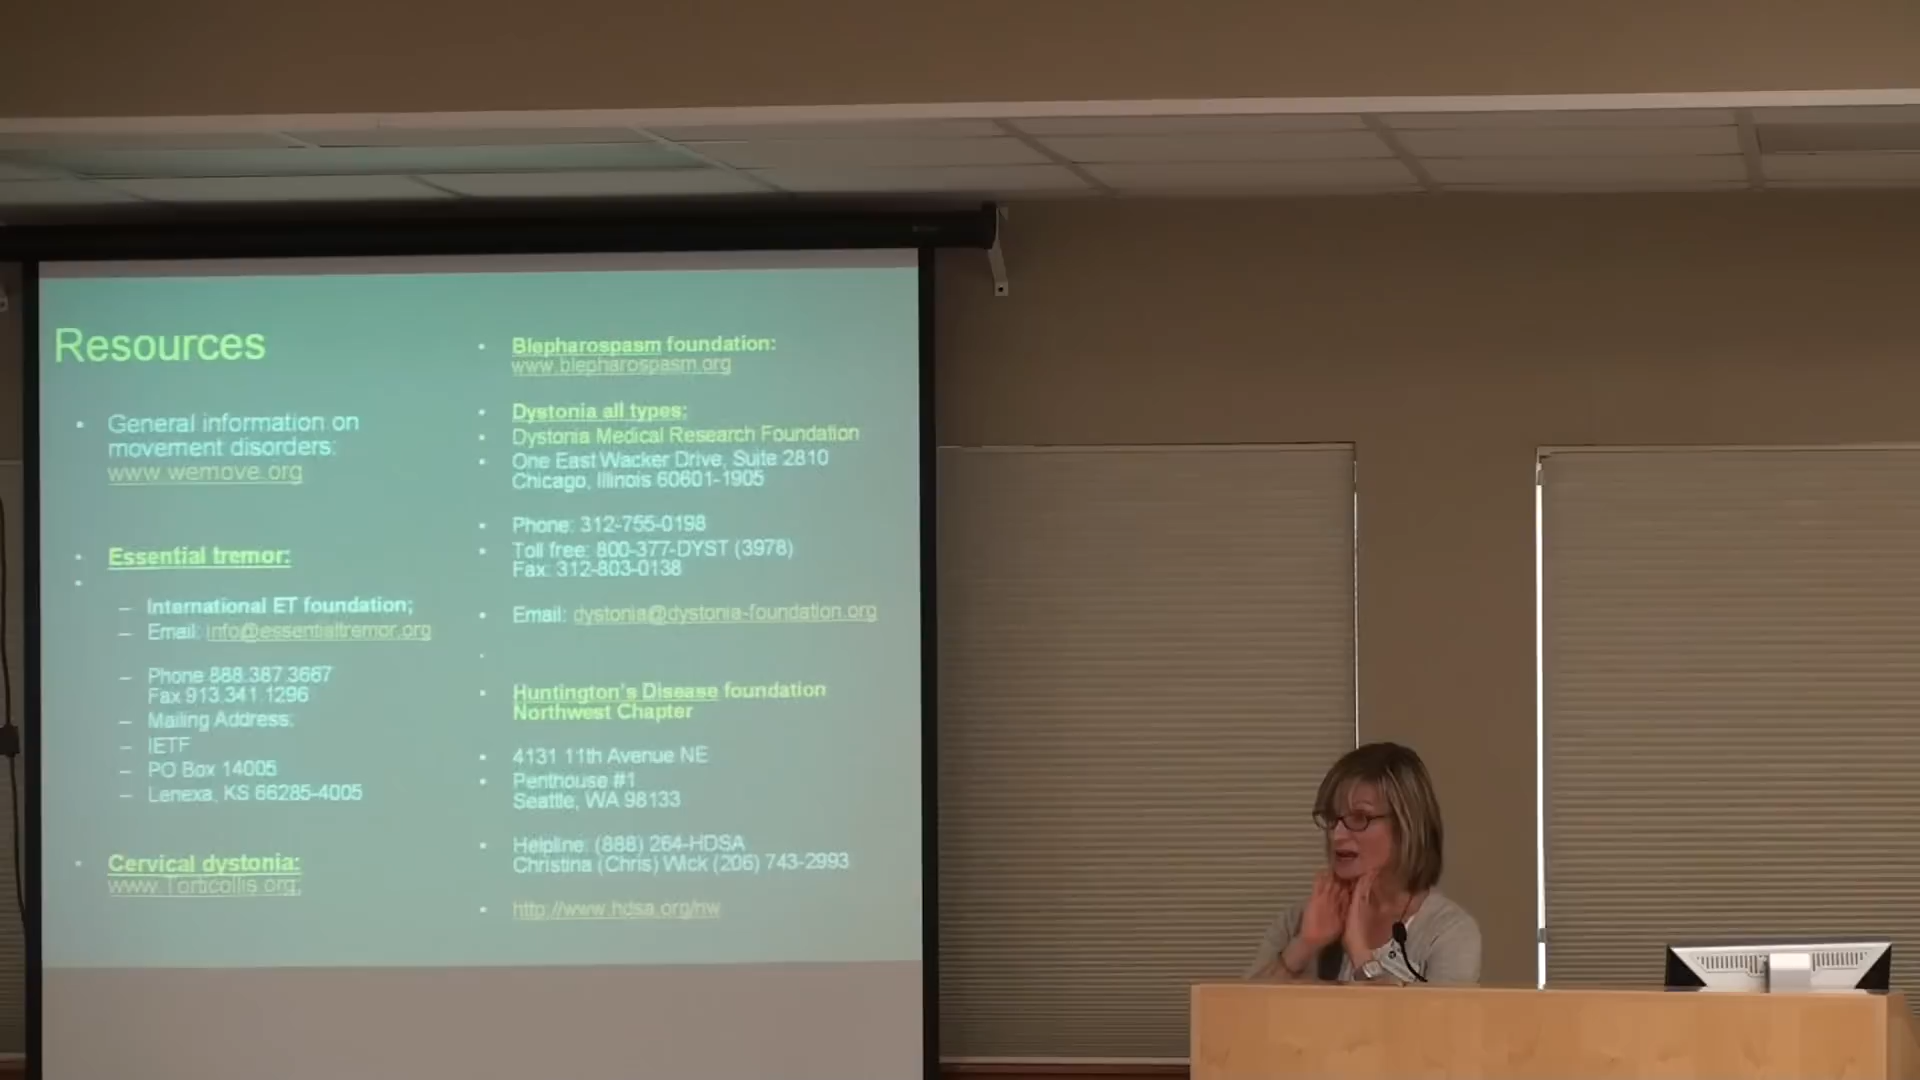 Resources
General information on
movement disorders:
www.wemove.org
Essential tremor:
International ET foundation;
Email: info@essentialtremor.org
Phone 888.387.3667
Fax 913.341.1296
Mailing Address:
IETF
PO Box 14005
Lenexa, KS 66285-4005
Cervical dystonia:
www.Torticollis.org;
Blepharospasm foundation:
www.blepharospasm.org
Dystonia all types:
Dystonia Medical Research Foundation
One East Wacker Drive, Suite 2810
Chicago, Illinois 60601-1905
Phone: 312-755-0198
Toll free: 800-377-DYST (3978)
Fax: 312-803-0138
Email: dystonia@dystonia-foundation.org
Huntington's Disease foundation
Northwest Chapter
4131 11th Avenue NE
Penthouse #1
Seattle, WA 98133
Helpline: (888) 264-HDSA
Christina (Chris) Wick (206) 743-2993
http://www.hdsa.org/nw